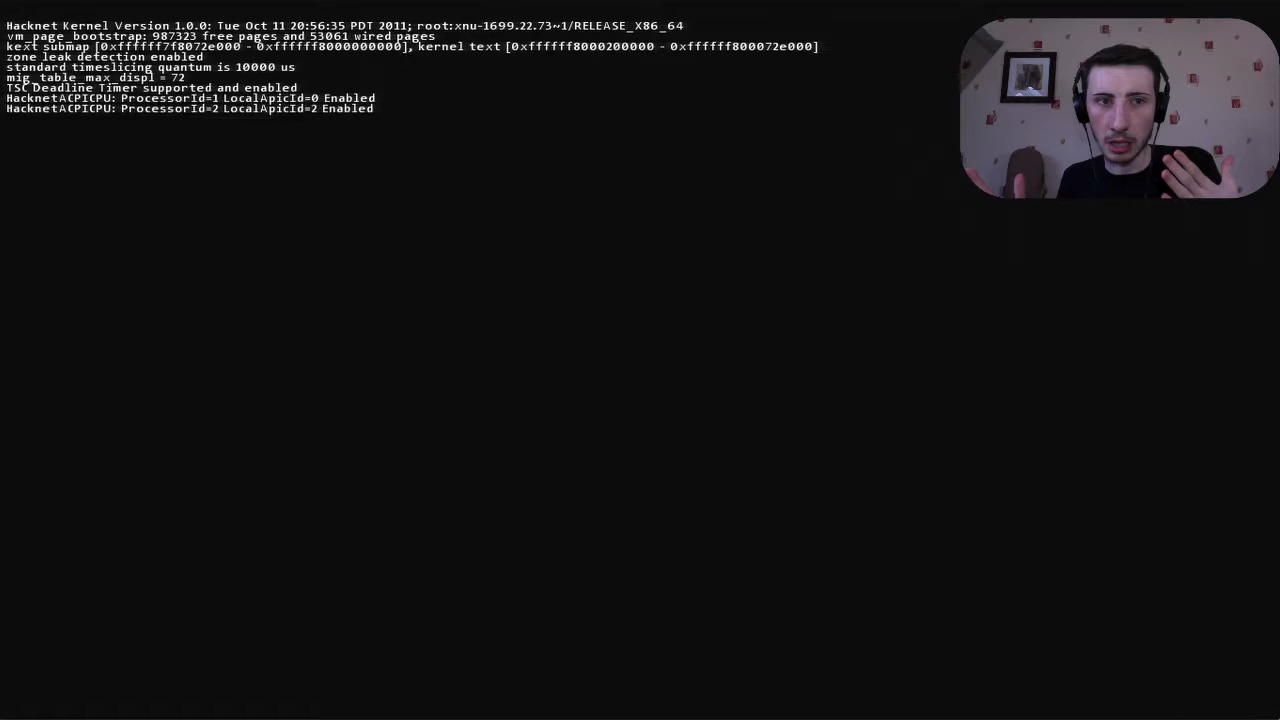 Hacknet Kernel Version 1.0.0: Tue Oct 11 20:56:35 PDT 2011; root:xnu-1699.22.73~1/RELEASE_X86_64
vm_page_bootstrap: 987323 free pages and 53061 wired pages
kext submap [0xffffff7f8072e000 - 0xffffff8000000000], kernel text [0xffffff8000200000 - 0xffffff800072e000]
zone leak detection enabled
standard timeslicing quantum is 10000 us
mig_table_max_displ = 72
TSC Deadline Timer supported and enabled
HacknetACPICPU: ProcessorId=1 LocalApicId=0 Enabled
HacknetACPICPU: ProcessorId=2 LocalApicId=2 Enabled